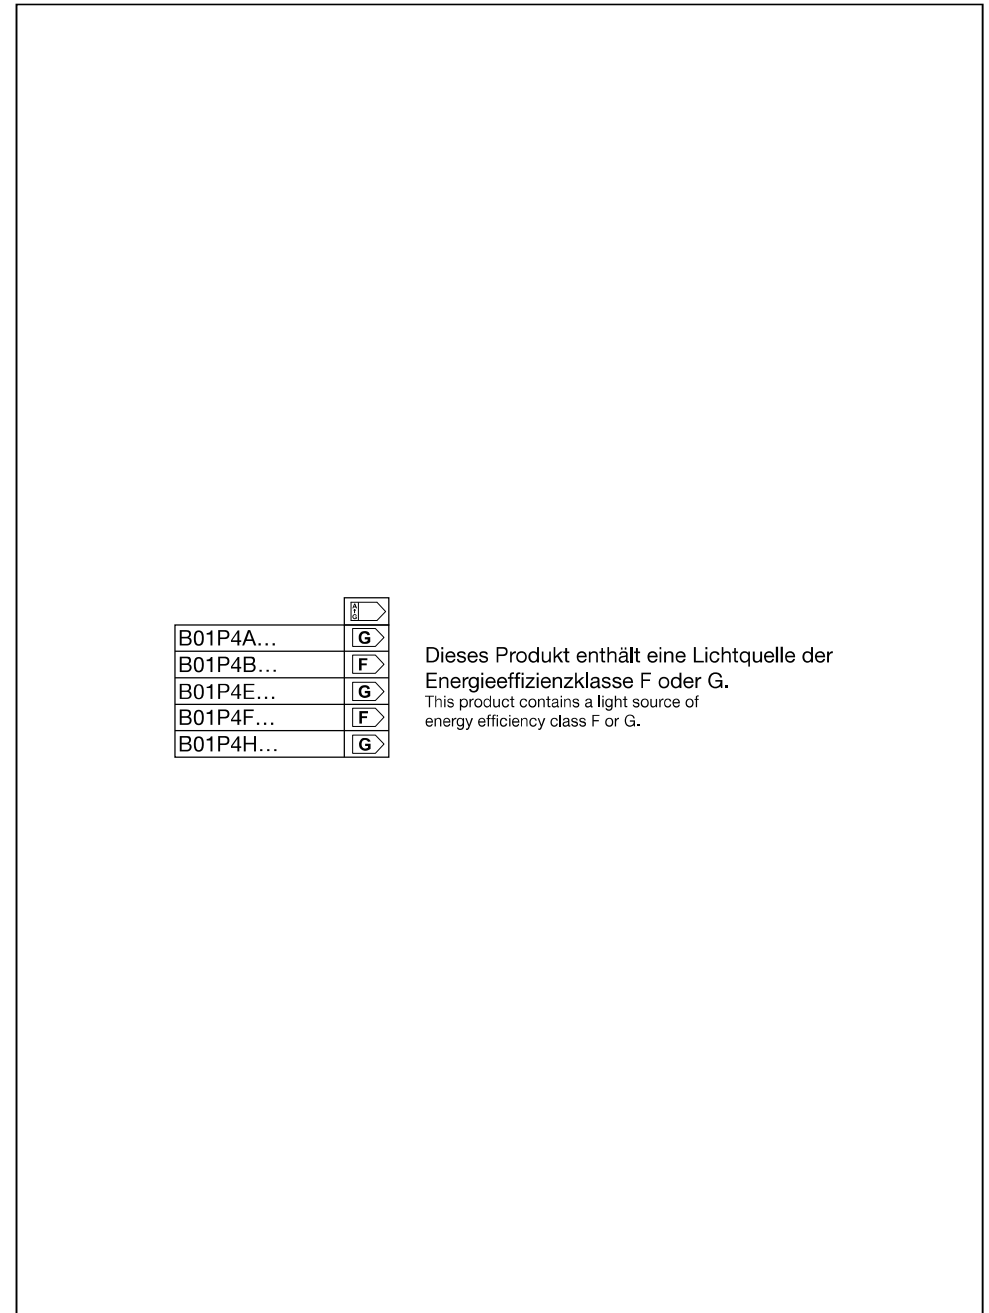 A
G
B01P4A... G
B01P4B... F
B01P4E... G
B01P4F... F
B01P4H... G
Dieses Produkt enthält eine Lichtquelle der
Energieeffizienzklasse F oder G.
This product contains a light source of
energy efficiency class F or G.